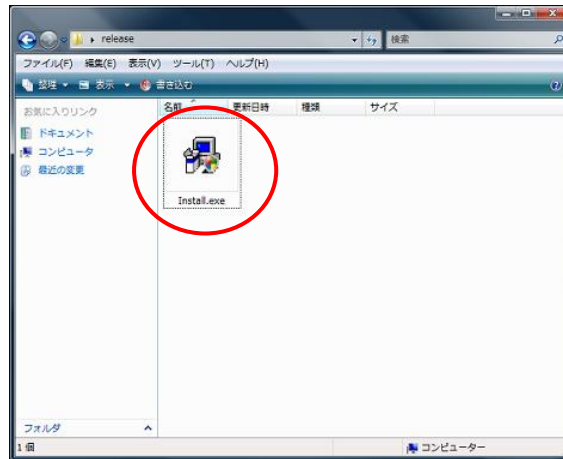 release
検索
ファイル(F) 編集(E) 表示(V) ツール(T) ヘルプ(H)
整理 表示 書き込む
お気に入りリンク
ドキュメント
コンピュータ
最近の変更
名前 更新日時 種類 サイズ
Install.exe
フォルダ
1 個
コンピューター